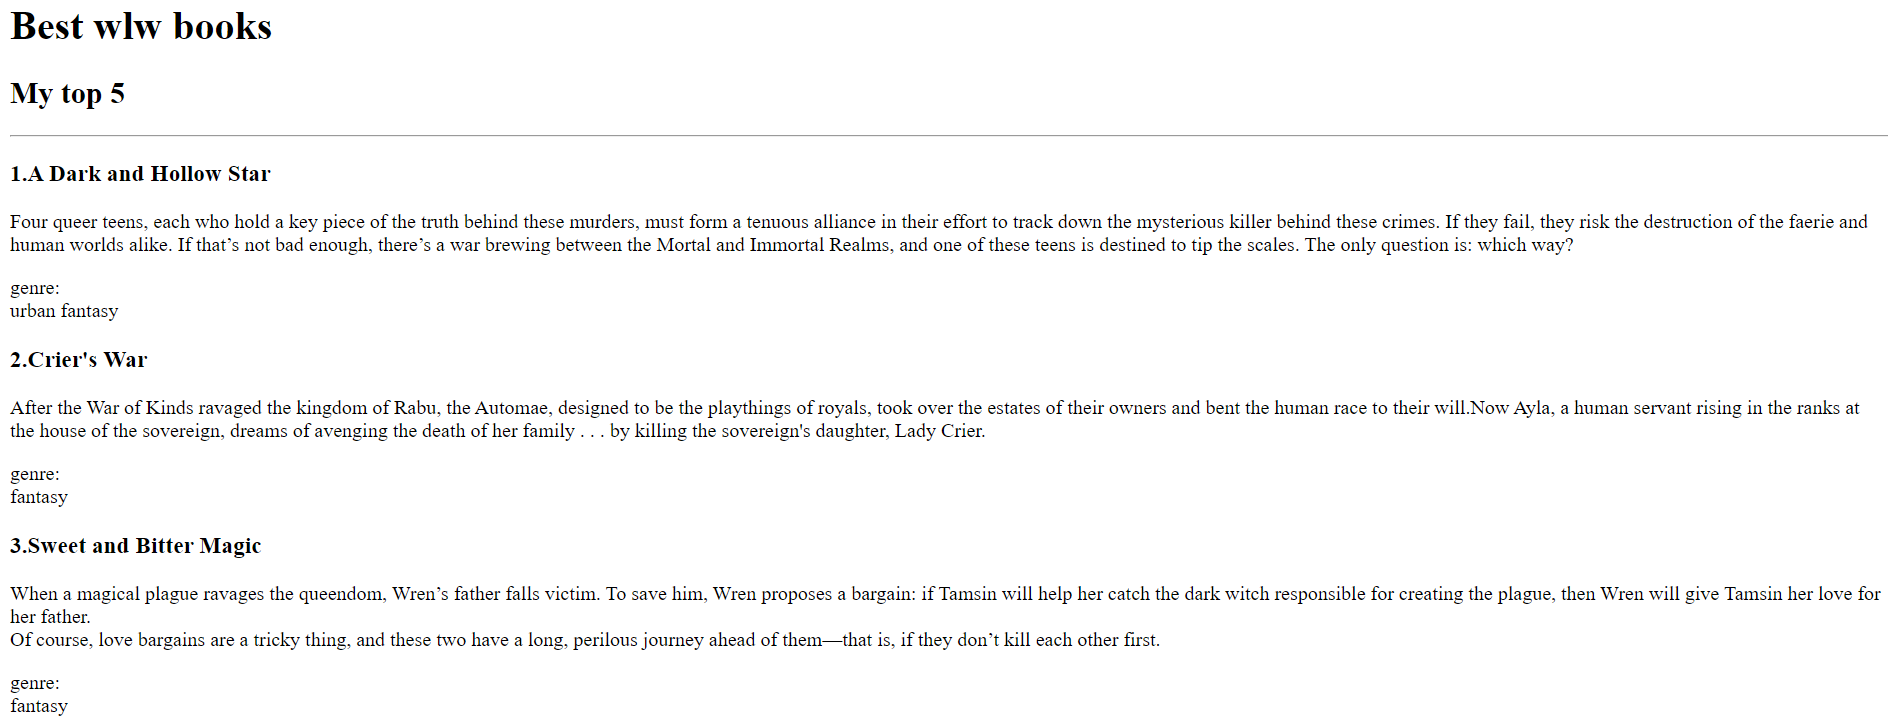 Best wlw books
My top 5
1.A Dark and Hollow Star
Four queer teens, each who hold a key piece of the truth behind these murders, must form a tenuous alliance in their effort to track down the mysterious killer behind these crimes. If they fail, they risk the destruction of the faerie and
human worlds alike. If that’s not bad enough, there’s a war brewing between the Mortal and Immortal Realms, and one of these teens is destined to tip the scales. The only question is: which way?
genre:
urban fantasy
2.Crier's War
After the War of Kinds ravaged the kingdom of Rabu, the Automae, designed to be the playthings of royals, took over the estates of their owners and bent the human race to their will.Now Ayla, a human servant rising in the ranks at
the house of the sovereign, dreams of avenging the death of her family . . . by killing the sovereign's daughter, Lady Crier.
genre:
fantasy
3.Sweet and Bitter Magic
When a magical plague ravages the queendom, Wren’s father falls victim. To save him, Wren proposes a bargain: if Tamsin will help her catch the dark witch responsible for creating the plague, then Wren will give Tamsin her love for
her father.
Of course, love bargains are a tricky thing, and these two have a long, perilous journey ahead of them—that is, if they don’t kill each other first.
genre:
fantasy